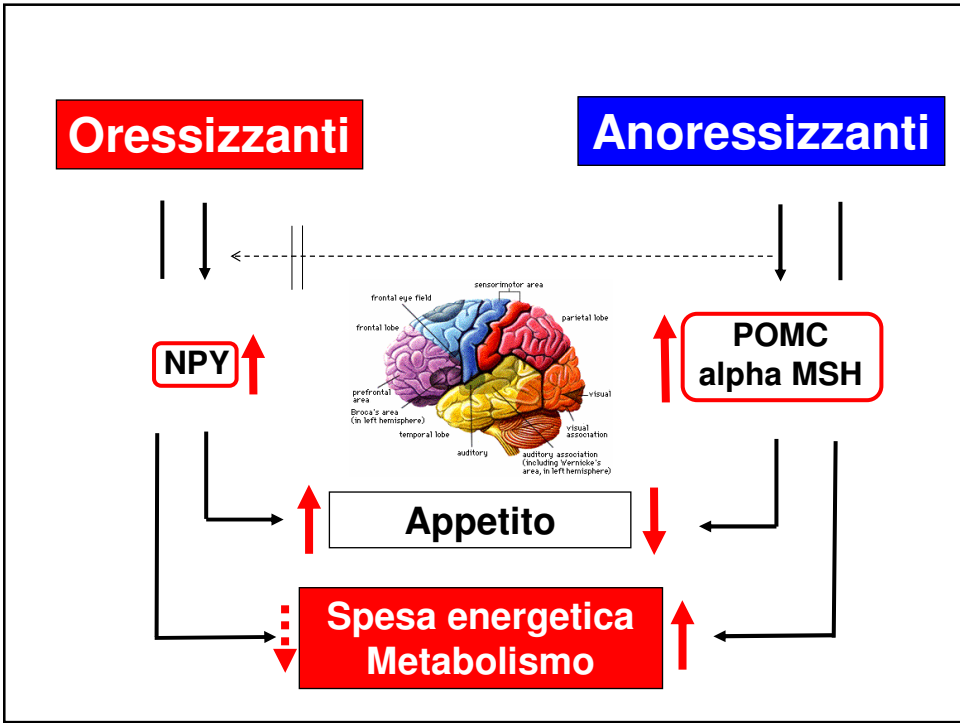 Oressizzanti
Anoressizzanti
sensorimotor area
frontal eye field
parietal lobe
frontal lobe
NPY
POMC
alpha MSH
prefrontal
area
Broca's area
(in left hemisphere)
temporal lobe
auditory
visual
visual
association
auditory association
(including Wernicke's
area, in left hemisphere)
Appetito
Spesa energetica
Metabolismo